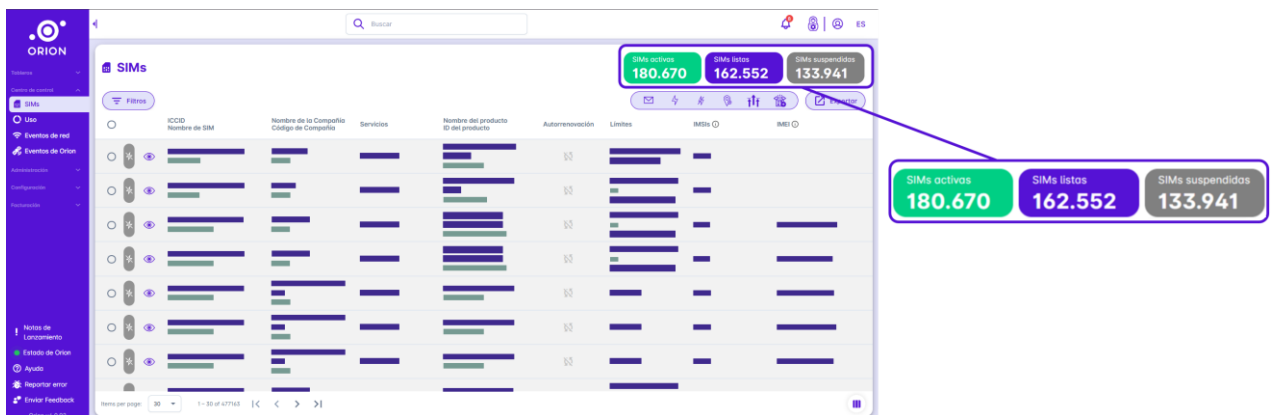 ORION
Tableros
Centro de control
SIMs
Uso
Eventos de red
Eventos de Orion
Administración
Configuración
Facturación
Notas de
Lanzamiento
Estado de Orion
Ayuda
Reportar error
Enviar Feedback
Buscar
ES
SIMs
SIMs activas
180.670
SIMs listas
162.552
SIMs suspendidas
133.941
Filtros
Exportar
ICCID
Nombre de SIM
Nombre de la Compañía
Código de Compañía
Servicios
Nombre del producto
ID del producto
Autorrenovación
Límites
IMSIs
IMEI
Items per page: 30
1 – 30 of 477163
SIMs activas
180.670
SIMs listas
162.552
SIMs suspendidas
133.941